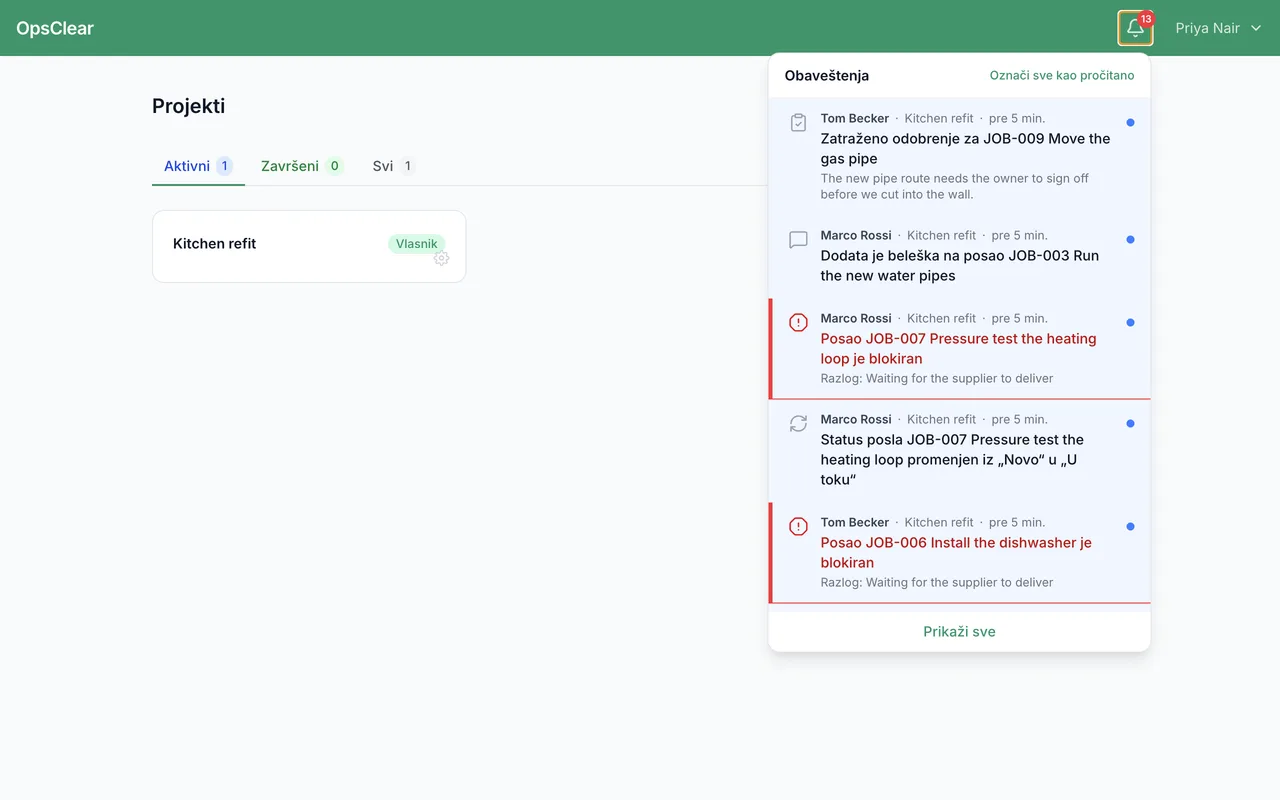 OpsClear
13
Priya Nair
Projekti
Aktivni 1
Završeni 0
Svi 1
Kitchen refit
Vlasnik
Obaveštenja
Označi sve kao pročitano
Tom Becker · Kitchen refit · pre 5 min.
Zatraženo odobrenje za JOB-009 Move the
gas pipe
The new pipe route needs the owner to sign off
before we cut into the wall.
Marco Rossi · Kitchen refit · pre 5 min.
Dodata je beleška na posao JOB-003 Run
the new water pipes
Marco Rossi · Kitchen refit · pre 5 min.
Posao JOB-007 Pressure test the heating
loop je blokiran
Razlog: Waiting for the supplier to deliver
Marco Rossi · Kitchen refit · pre 5 min.
Status posla JOB-007 Pressure test the
heating loop promenjen iz „Novo“ u „U
toku“
Tom Becker · Kitchen refit · pre 5 min.
Posao JOB-006 Install the dishwasher je
blokiran
Razlog: Waiting for the supplier to deliver
Prikaži sve